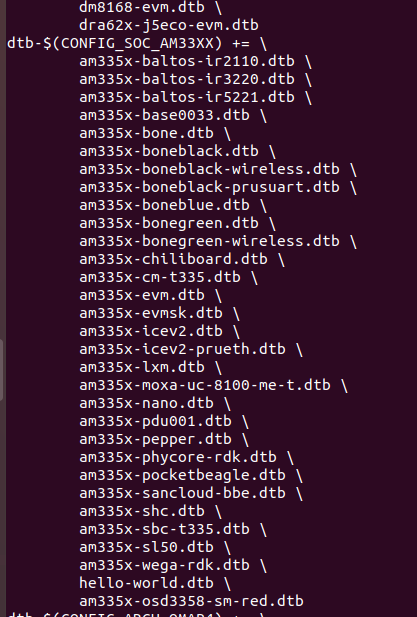 dm8168-evm.dtb \
dra62x-j5eco-evm.dtb
dtb-$(CONFIG_SOC_AM33XX) += \
am335x-baltos-ir2110.dtb \
am335x-baltos-ir3220.dtb \
am335x-baltos-ir5221.dtb \
am335x-base0033.dtb \
am335x-bone.dtb \
am335x-boneblack.dtb \
am335x-boneblack-wireless.dtb \
am335x-boneblack-prusuart.dtb \
am335x-boneblue.dtb \
am335x-bonegreen.dtb \
am335x-bonegreen-wireless.dtb \
am335x-chiliboard.dtb \
am335x-cm-t335.dtb \
am335x-evm.dtb \
am335x-evmsk.dtb \
am335x-icev2.dtb \
am335x-icev2-prueth.dtb \
am335x-lxm.dtb \
am335x-moxa-uc-8100-me-t.dtb \
am335x-nano.dtb \
am335x-pdu001.dtb \
am335x-pepper.dtb \
am335x-phycore-rdk.dtb \
am335x-pocketbeagle.dtb \
am335x-sancloud-bbe.dtb \
am335x-shc.dtb \
am335x-sbc-t335.dtb \
am335x-sl50.dtb \
am335x-wega-rdk.dtb \
hello-world.dtb \
am335x-osd3358-sm-red.dtb
dtb-$(CONFIG_ARCH_OMAP4) += \